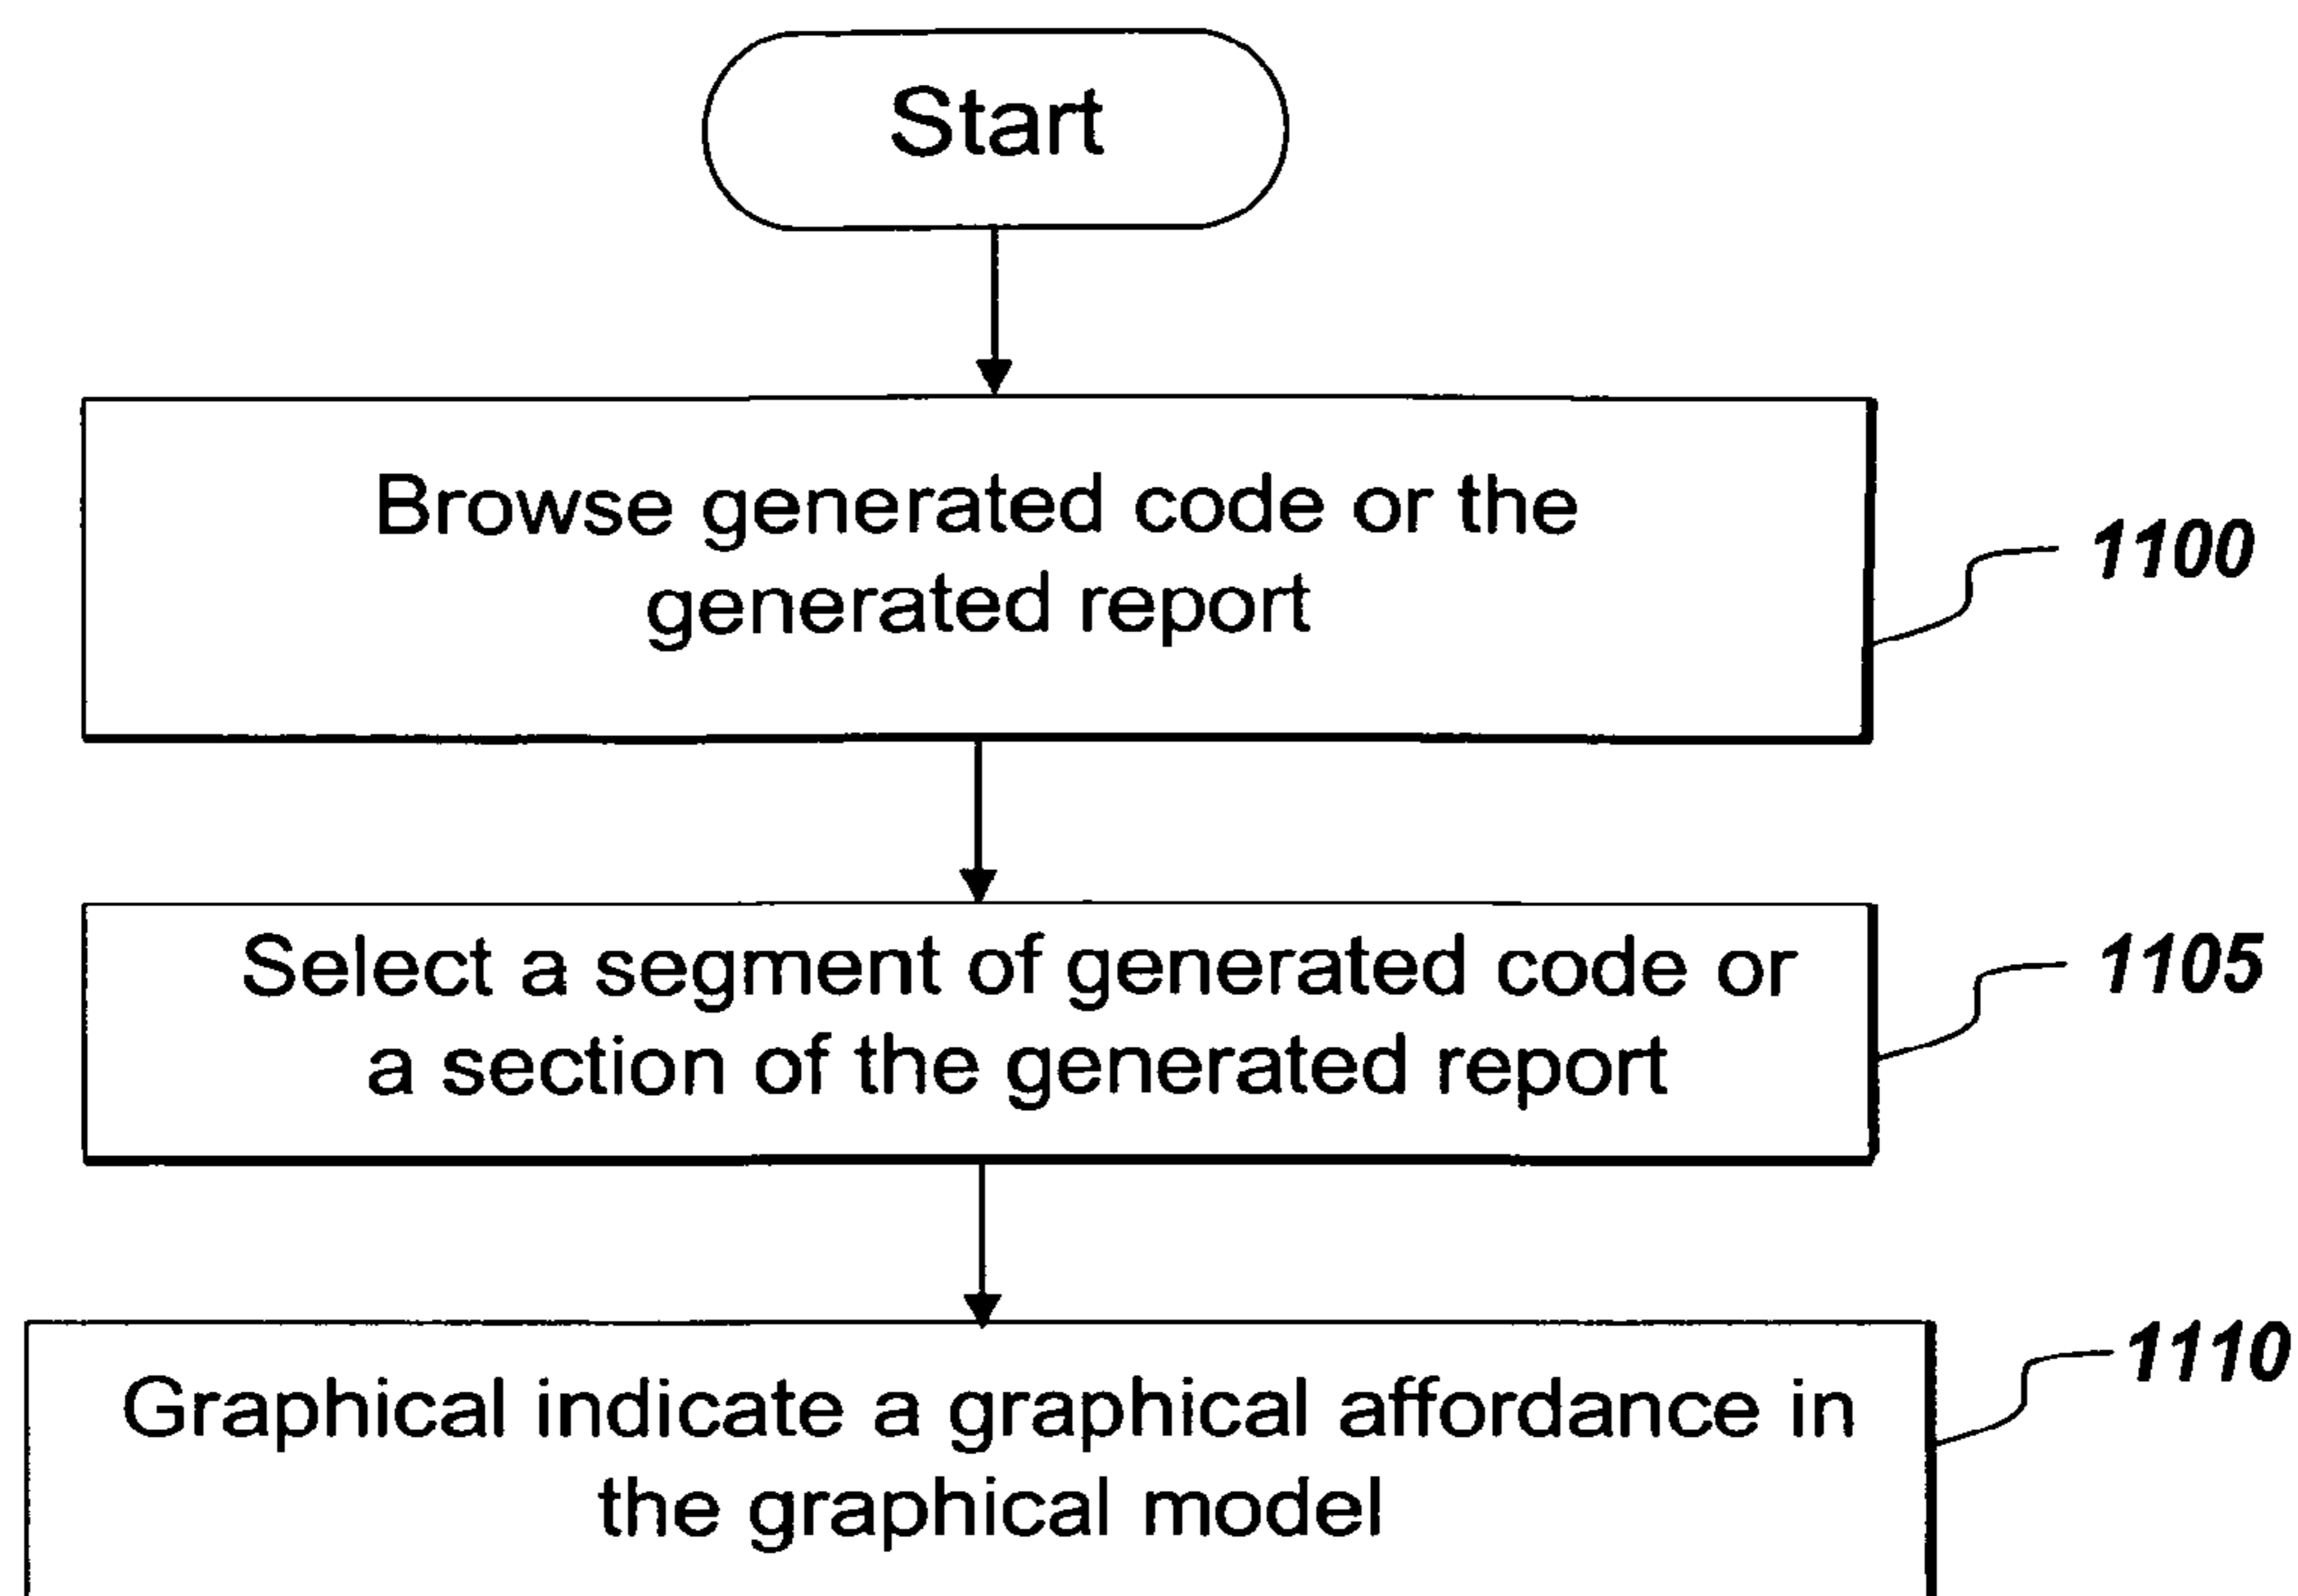 Start
Browse generated code or the
generated report
1100
Select a segment of generated code or
a section of the generated report
1105
Graphical indicate a graphical affordance in
the graphical model
1110